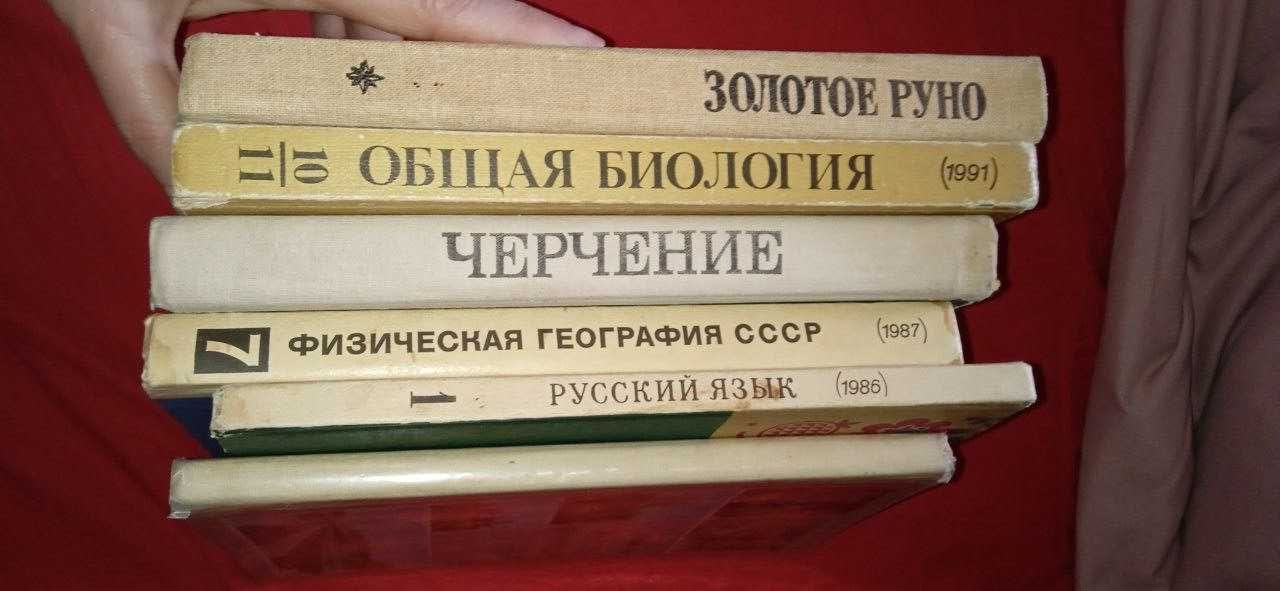 ЗОЛОТОЕ РУНО
10/11 ОБЩАЯ БИОЛОГИЯ (1991)
ЧЕРЧЕНИЕ
7 ФИЗИЧЕСКАЯ ГЕОГРАФИЯ СССР (1987)
1 РУССКИЙ ЯЗЫК (1986)